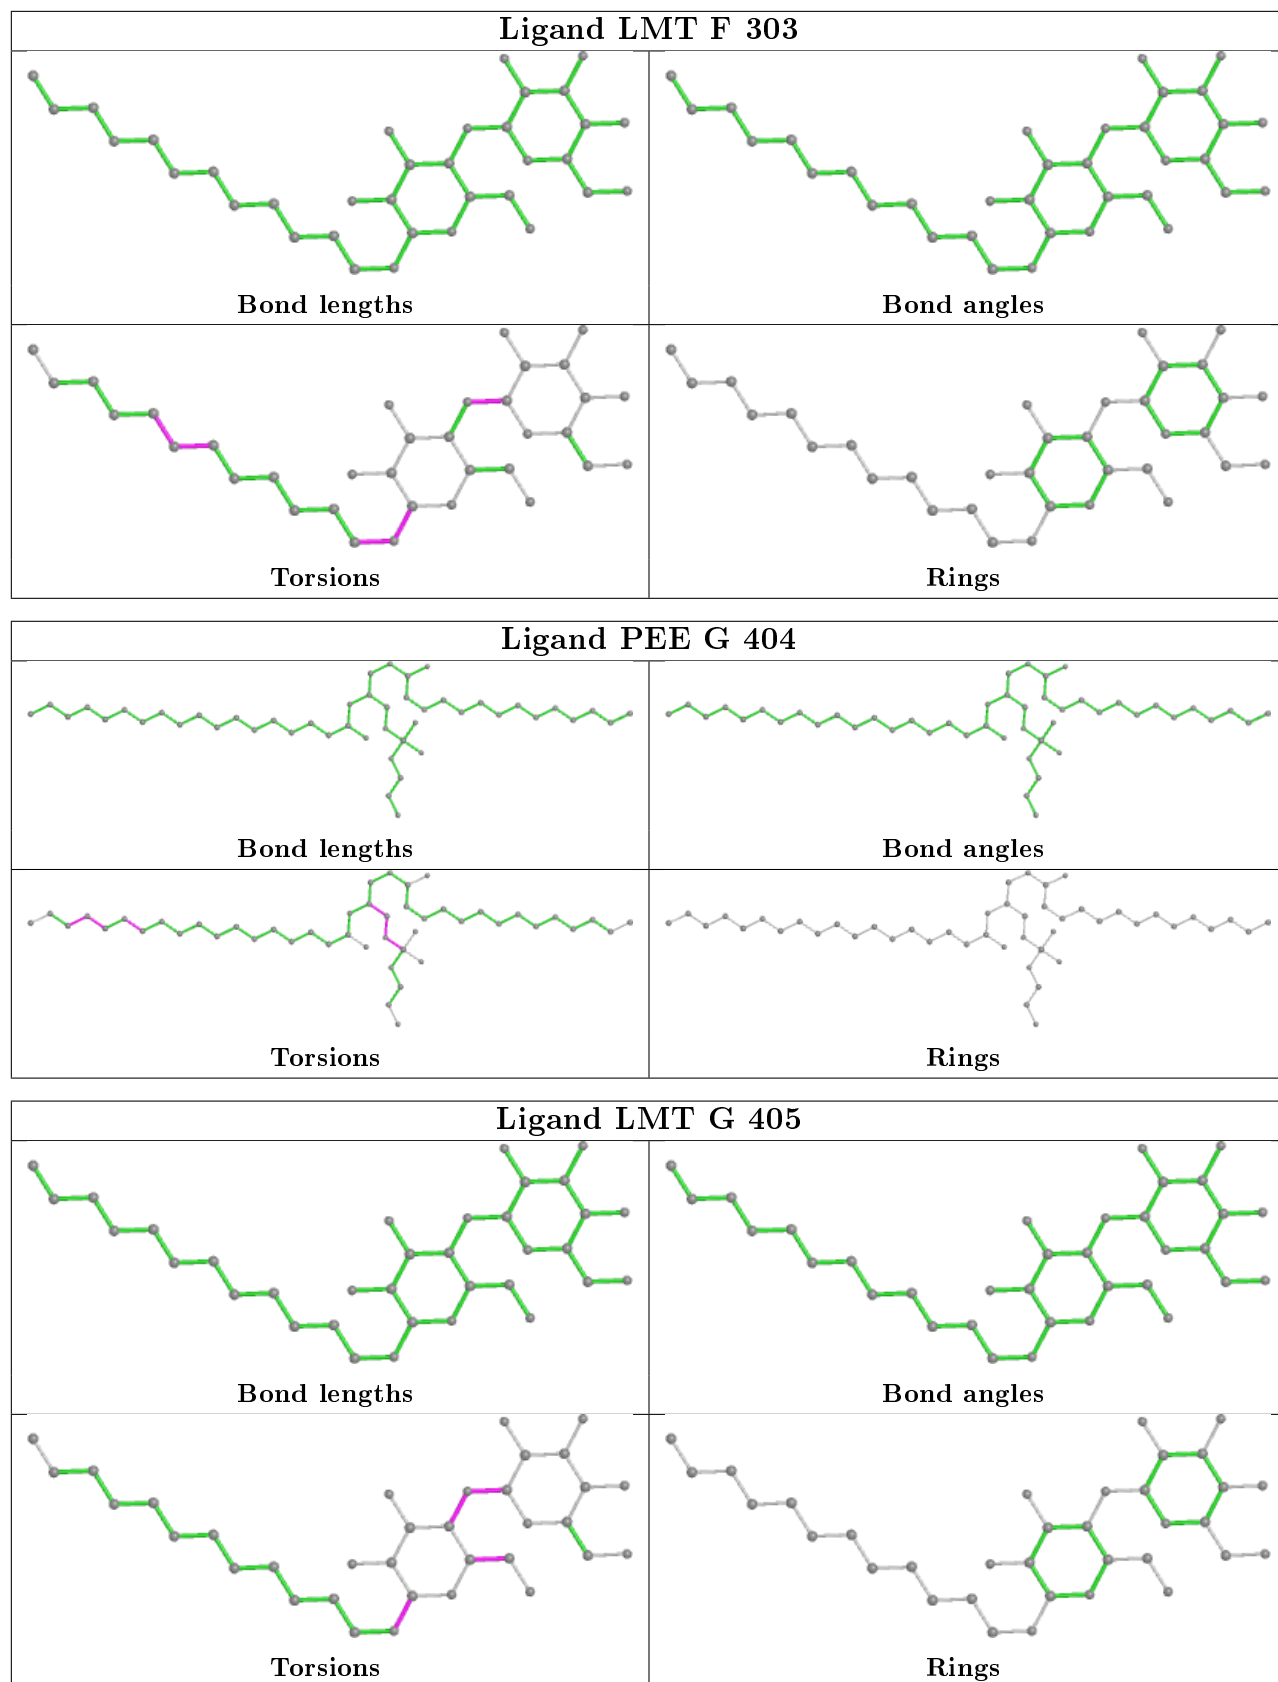 Ligand LMT F 303
Bond lengths
Bond angles
Torsions
Rings
Ligand PEE G 404
Bond lengths
Bond angles
Torsions
Rings
Ligand LMT G 405
Bond lengths
Bond angles
Torsions
Rings